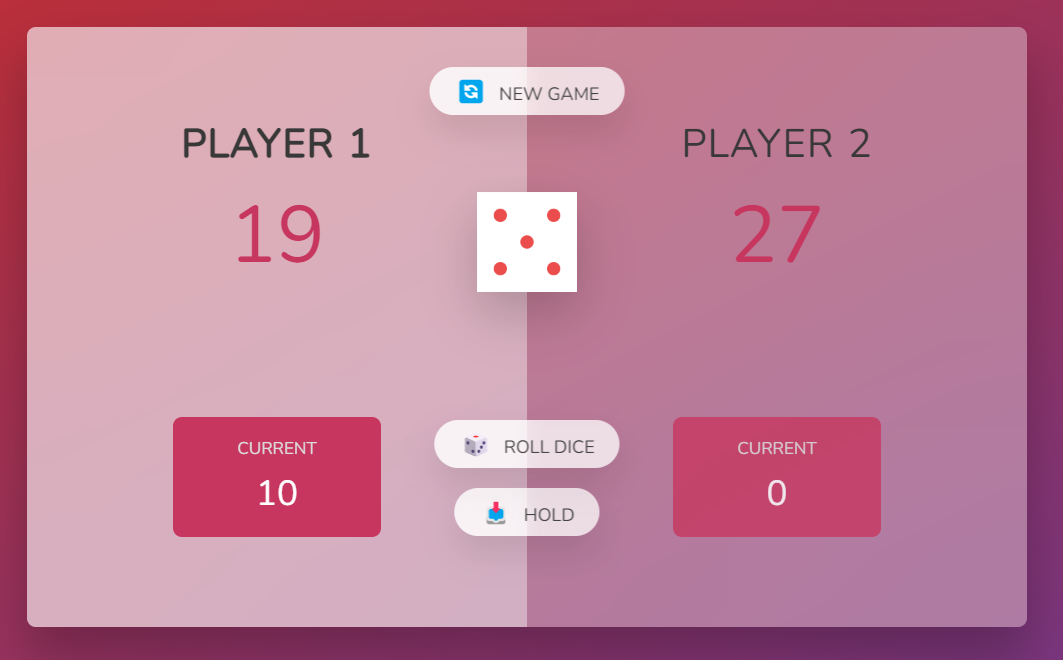 NEW GAME
PLAYER 1
19
CURRENT
10
PLAYER 2
27
CURRENT
0
ROLL DICE
HOLD